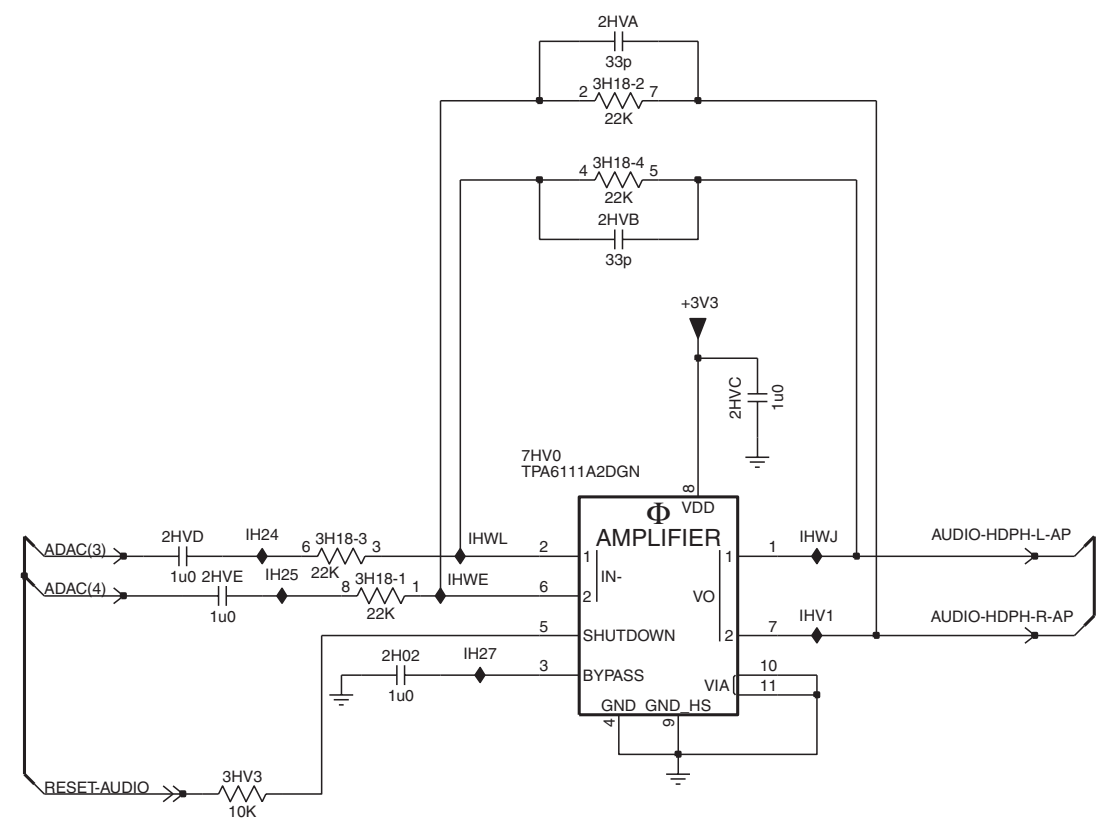 2HVA
33p
3H18-2
2 7
22K
3H18-4
4 5
22K
2HVB
33p
+3V3
2HVC
1u0
7HV0
TPA6111A2DGN
8
VDD
Φ
AMPLIFIER
ADAC(3)
2HVD
1u0
IH24
6 3H18-3 3
22K
IHWL
2
1
IN-
1
1
IHWJ
AUDIO-HDPH-L-AP
ADAC(4)
2HVE
1u0
IH25
8 3H18-1 1
22K
IHWE
6
2
VO
2
7
IHV1
AUDIO-HDPH-R-AP
5
SHUTDOWN
2H02
1u0
IH27
3
BYPASS
VIA
10
11
GND GND_HS
4
9
RESET-AUDIO
3HV3
10K